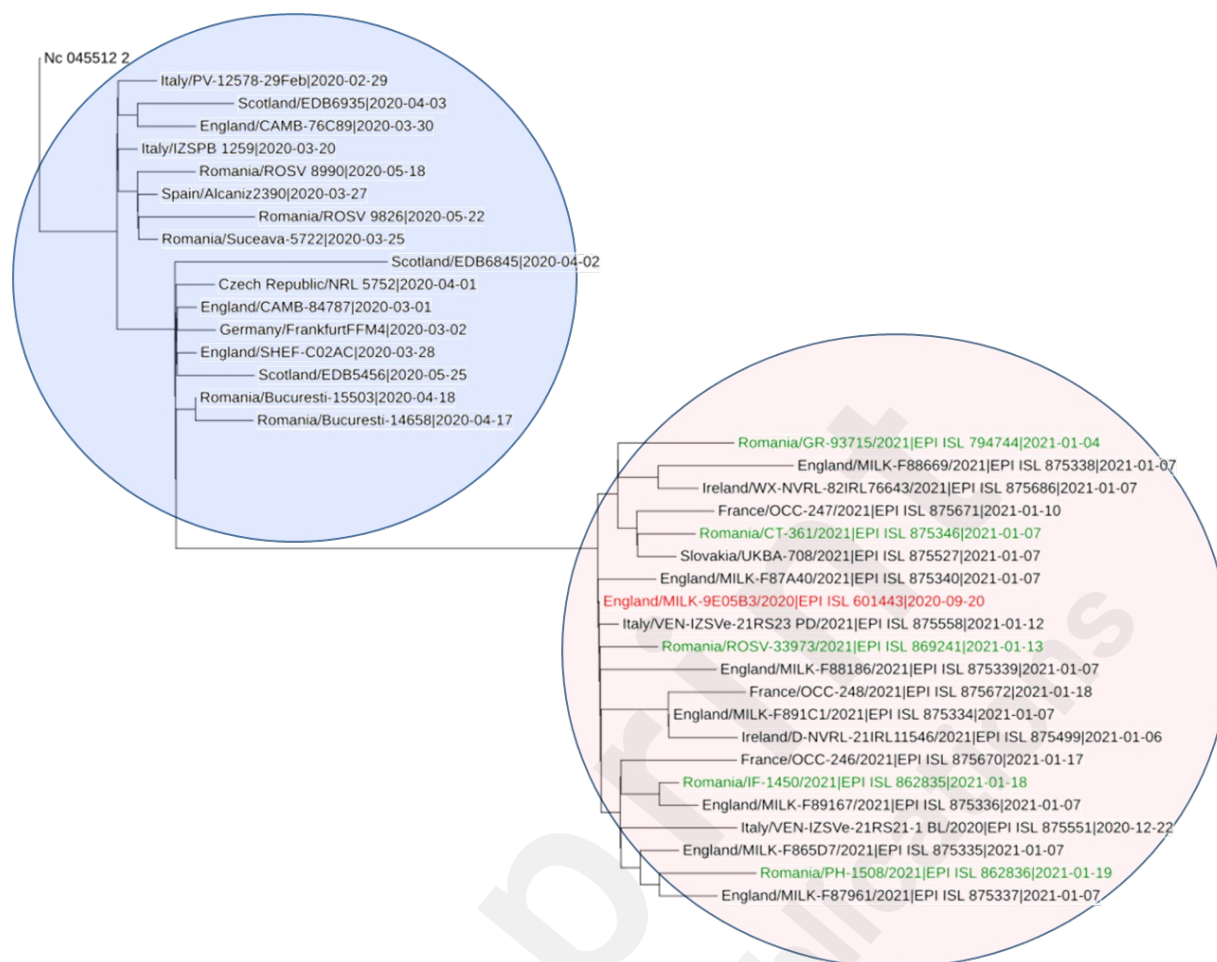 Nc 045512 2
Italy/PV-12578-29Feb|2020-02-29
Scotland/EDB6935|2020-04-03
England/CAMB-76C89|2020-03-30
Italy/IZSPB 1259|2020-03-20
Romania/ROSV 8990|2020-05-18
Spain/Alcaniz2390|2020-03-27
Romania/ROSV 9826|2020-05-22
Romania/Suceava-5722|2020-03-25
Scotland/EDB6845|2020-04-02
Czech Republic/NRL 5752|2020-04-01
England/CAMB-84787|2020-03-01
Germany/FrankfurtFFM4|2020-03-02
England/SHEF-C02AC|2020-03-28
Scotland/EDB5456|2020-05-25
Romania/Bucuresti-15503|2020-04-18
Romania/Bucuresti-14658|2020-04-17
Romania/GR-93715/2021|EPI ISL 794744|2021-01-04
England/MILK-F88669/2021|EPI ISL 875338|2021-01-07
Ireland/WX-NVRL-82IRL76643/2021|EPI ISL 875686|2021-01-07
France/OCC-247/2021|EPI ISL 875671|2021-01-10
Romania/CT-361/2021|EPI ISL 875346|2021-01-07
Slovakia/UKBA-708/2021|EPI ISL 875527|2021-01-07
England/MILK-F87A40/2021|EPI ISL 875340|2021-01-07
England/MILK-9E05B3/2020|EPI ISL 601443|2020-09-20
Italy/VEN-IZSVe-21RS23 PD/2021|EPI ISL 875558|2021-01-12
Romania/ROSV-33973/2021|EPI ISL 869241|2021-01-13
England/MILK-F88186/2021|EPI ISL 875339|2021-01-07
France/OCC-248/2021|EPI ISL 875672|2021-01-18
England/MILK-F891C1/2021|EPI ISL 875334|2021-01-07
Ireland/D-NVRL-21IRL11546/2021|EPI ISL 875499|2021-01-06
France/OCC-246/2021|EPI ISL 875670|2021-01-17
Romania/IF-1450/2021|EPI ISL 862835|2021-01-18
England/MILK-F89167/2021|EPI ISL 875336|2021-01-07
Italy/VEN-IZSVe-21RS21-1 BL/2020|EPI ISL 875551|2020-12-22
England/MILK-F865D7/2021|EPI ISL 875335|2021-01-07
Romania/PH-1508/2021|EPI ISL 862836|2021-01-19
England/MILK-F87961/2021|EPI ISL 875337|2021-01-07